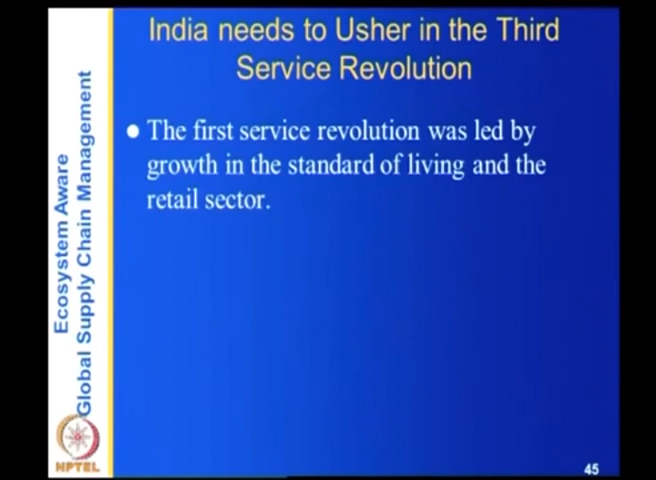 India needs to Usher in the Third
Service Revolution
● The first service revolution was led by
growth in the standard of living and the
retail sector.
Ecosystem Aware
Global Supply Chain Management
NPTEL
45